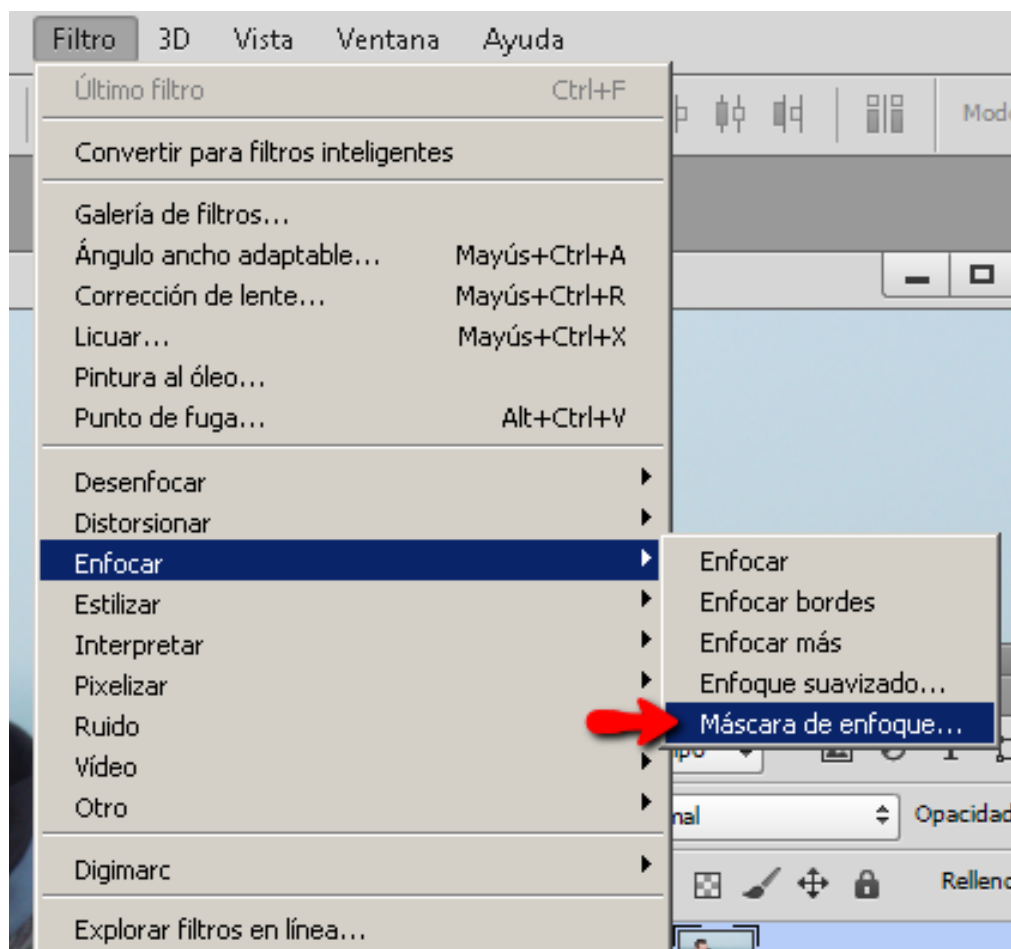 Filtro 3D Vista Ventana Ayuda
Último filtro Ctrl+F
Convertir para filtros inteligentes
Galería de filtros...
Ángulo ancho adaptable... Mayús+Ctrl+A
Corrección de lente... Mayús+Ctrl+R
Licuar... Mayús+Ctrl+X
Pintura al óleo...
Punto de fuga... Alt+Ctrl+V
Desenfocar
Distorsionar
Enfocar
Estilizar
Interpretar
Pixelizar
Ruido
Vídeo
Otro
Digimarc
Explorar filtros en línea...
Enfocar
Enfocar bordes
Enfocar más
Enfoque suavizado...
Máscara de enfoque...
Opacidad